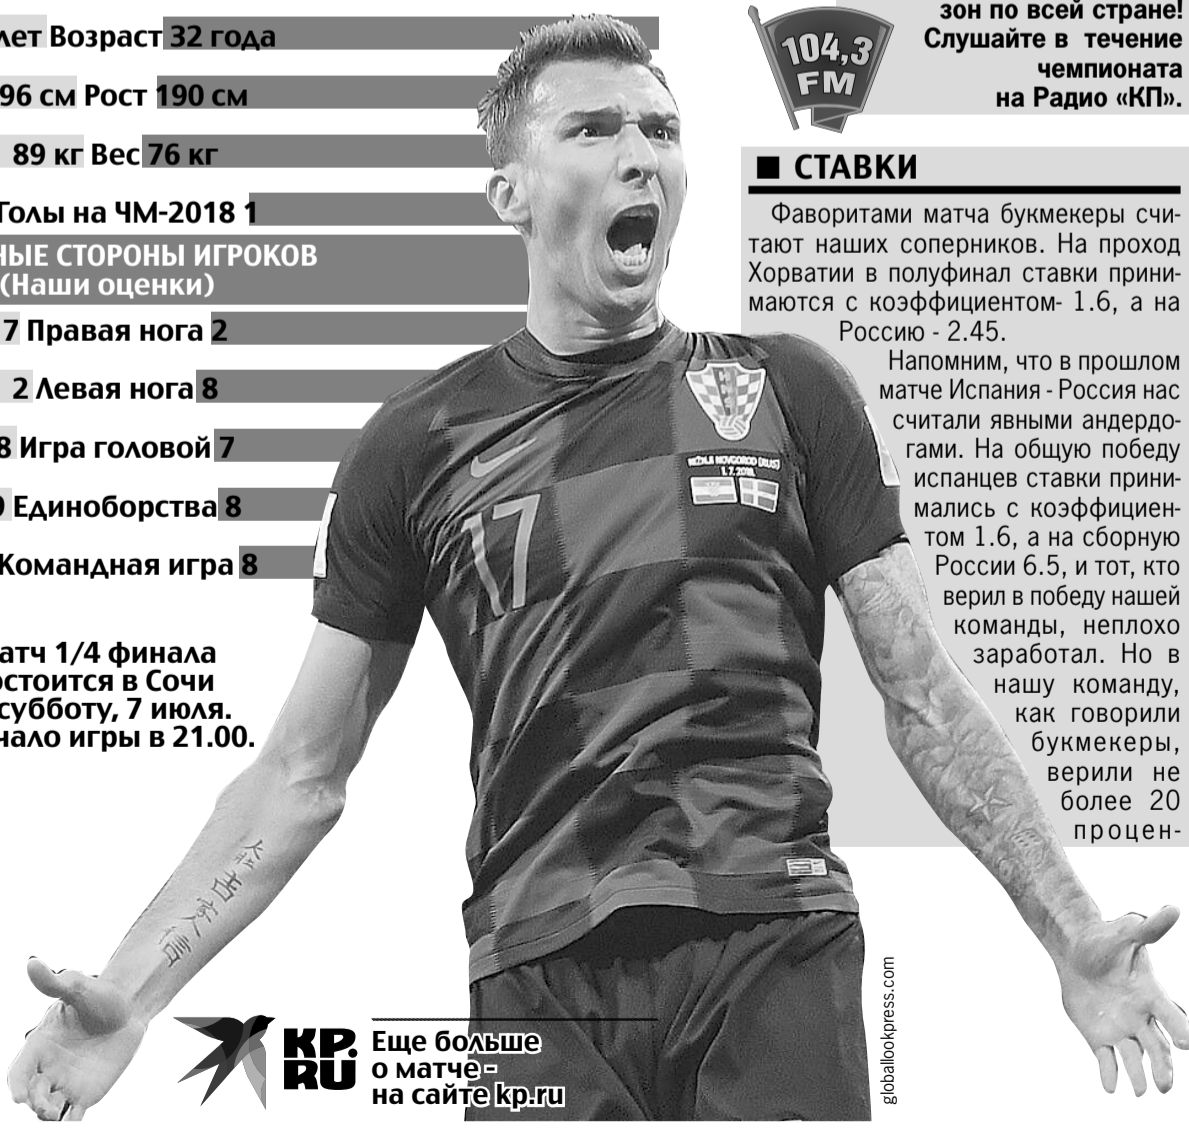 лет Возраст 32 года
96 см Рост 190 см
89 кг Вес 76 кг
Голы на ЧМ-2018 1
НЫЕ СТОРОНЫ ИГРОКОВ
(Наши оценки)
7 Правая нога 2
2 Левая нога 8
8 Игра головой 7
Единоборства 8
Командная игра 8
атч 1/4 финала
остоится в Сочи
субботу, 7 июля.
чало игры в 21.00.
104,3
FM
зон по всей стране!
Слушайте в течение
чемпионата
на Радио «КП».
■ СТАВКИ
Фаворитами матча букмекеры счи-
тают наших соперников. На проход
Хорватии в полуфинал ставки прини-
маются с коэффициентом- 1.6, а на
Россию - 2.45.
Напомним, что в прошлом
матче Испания - Россия нас
считали явными андердо-
гами. На общую победу
испанцев ставки прини-
мались с коэффициен-
том 1.6, а на сборную
России 6.5, и тот, кто
верил в победу нашей
команды, неплохо
заработал. Но в
нашу команду,
как говорили
букмекеры,
верили не
более 20
процен-
NOVGOROD (RUS)
1.7.2018.
17
KP.
RU
Еще больше
о матче -
на сайте kp.ru
globallookpress.com